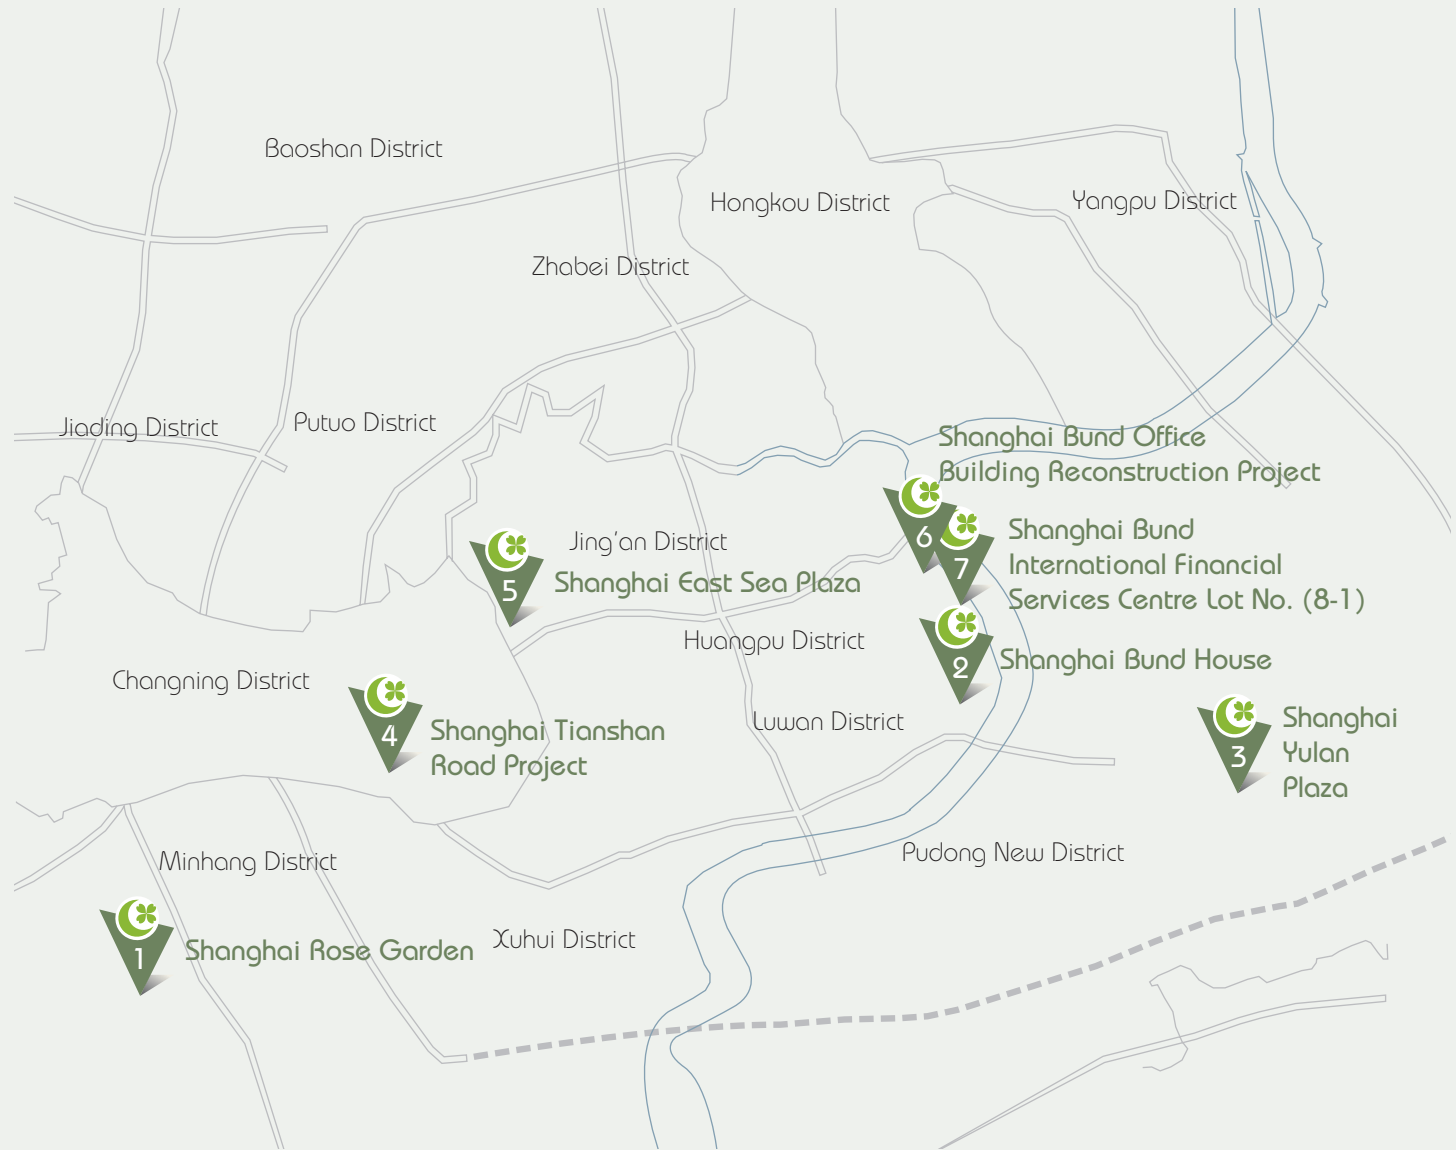 Baoshan District
Hongkou District
Yangpu District
Zhabei District
Jiading District
Putuo District
Shanghai Bund Office
Building Reconstruction Project
6
Shanghai Bund
International Financial
Services Centre Lot No. (8-1)
7
Jing'an District
5
Shanghai East Sea Plaza
Huangpu District
2
Shanghai Bund House
Changning District
4
Shanghai Tianshan
Road Project
Luwan District
3
Shanghai
Yulan
Plaza
Minhang District
Pudong New District
1
Shanghai Rose Garden
Xuhui District